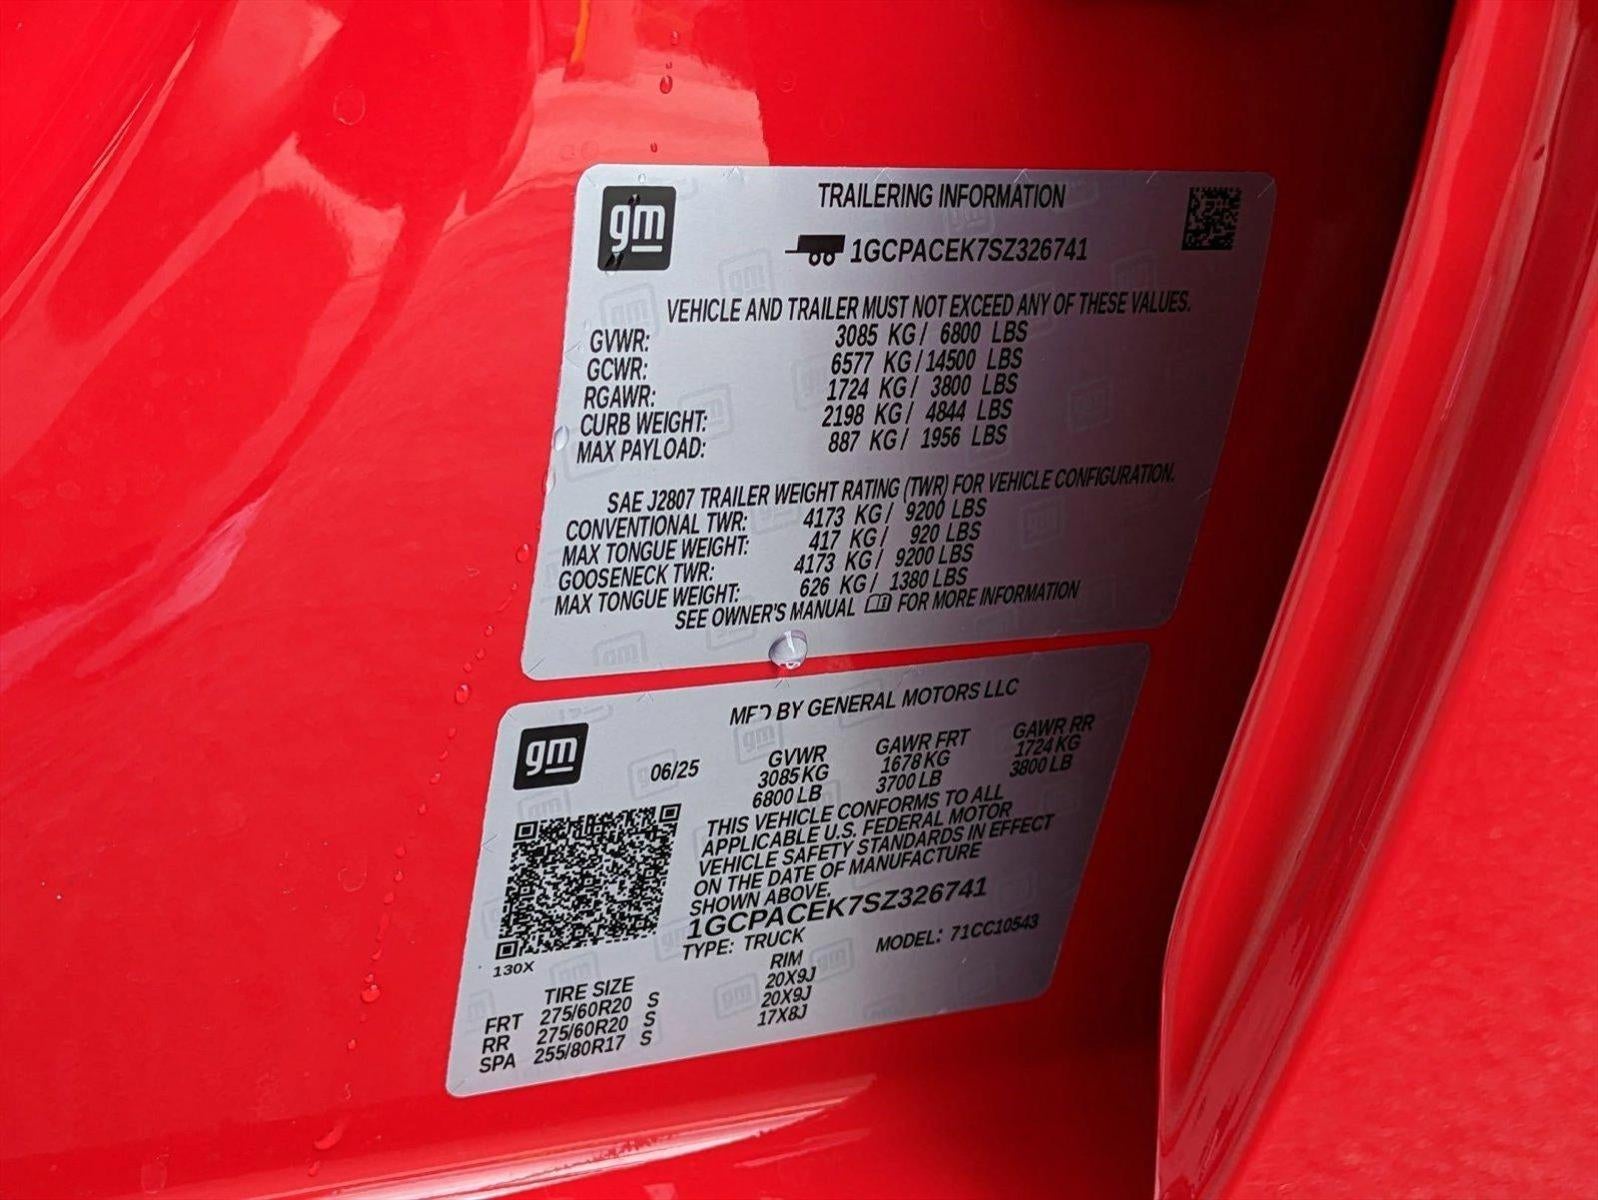 gm
TRAILERING INFORMATION
1GCPACEK7SZ326741
VEHICLE AND TRAILER MUST NOT EXCEED ANY OF THESE VALUES.
GVWR: 3085 KG / 6800 LBS
GCWR: 6577 KG / 14500 LBS
RGAWR: 1724 KG / 3800 LBS
CURB WEIGHT: 2198 KG / 4844 LBS
MAX PAYLOAD: 887 KG / 1956 LBS
SAE J2807 TRAILER WEIGHT RATING (TWR) FOR VEHICLE CONFIGURATION.
CONVENTIONAL TWR: 4173 KG / 9200 LBS
MAX TONGUE WEIGHT: 417 KG / 920 LBS
GOOSENECK TWR: 4173 KG / 9200 LBS
MAX TONGUE WEIGHT: 626 KG / 1380 LBS
SEE OWNER'S MANUAL FOR MORE INFORMATION
gm
MFD BY GENERAL MOTORS LLC
06/25
GVWR GAWR FRT GAWR RR
3085 KG 1678 KG 1724 KG
6800 LB 3700 LB 3800 LB
THIS VEHICLE CONFORMS TO ALL
APPLICABLE U.S. FEDERAL MOTOR
VEHICLE SAFETY STANDARDS IN EFFECT
ON THE DATE OF MANUFACTURE
SHOWN ABOVE.
1GCPACEK7SZ326741
TYPE: TRUCK MODEL: 71CC10543
130X
TIRE SIZE RIM
FRT 275/60R20 S 20X9J
RR 275/60R20 S 20X9J
SPA 255/80R17 S 17X8J